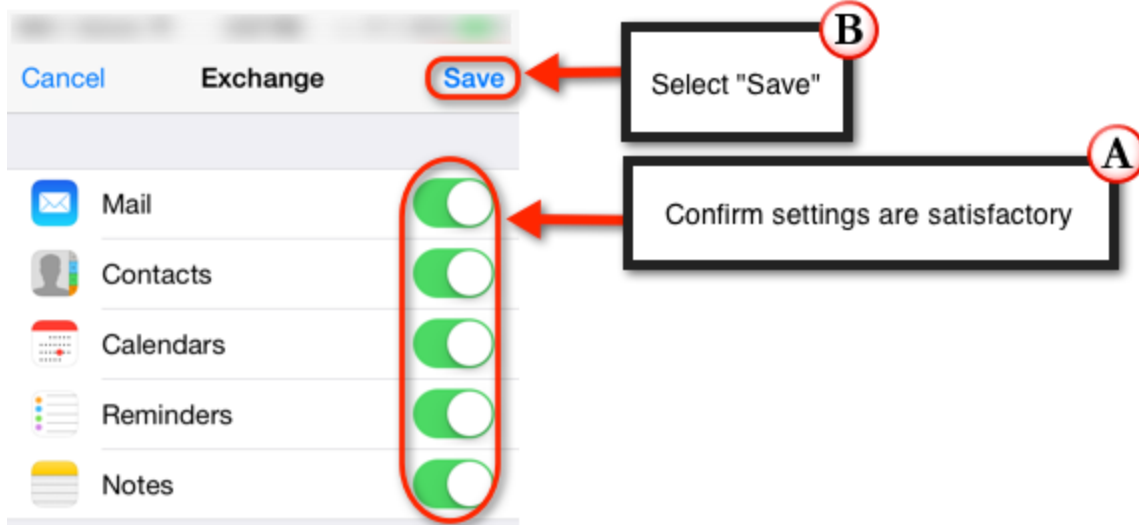 Cancel Exchange Save
B
Select "Save"
A
Confirm settings are satisfactory
Mail
Contacts
Calendars
Reminders
Notes